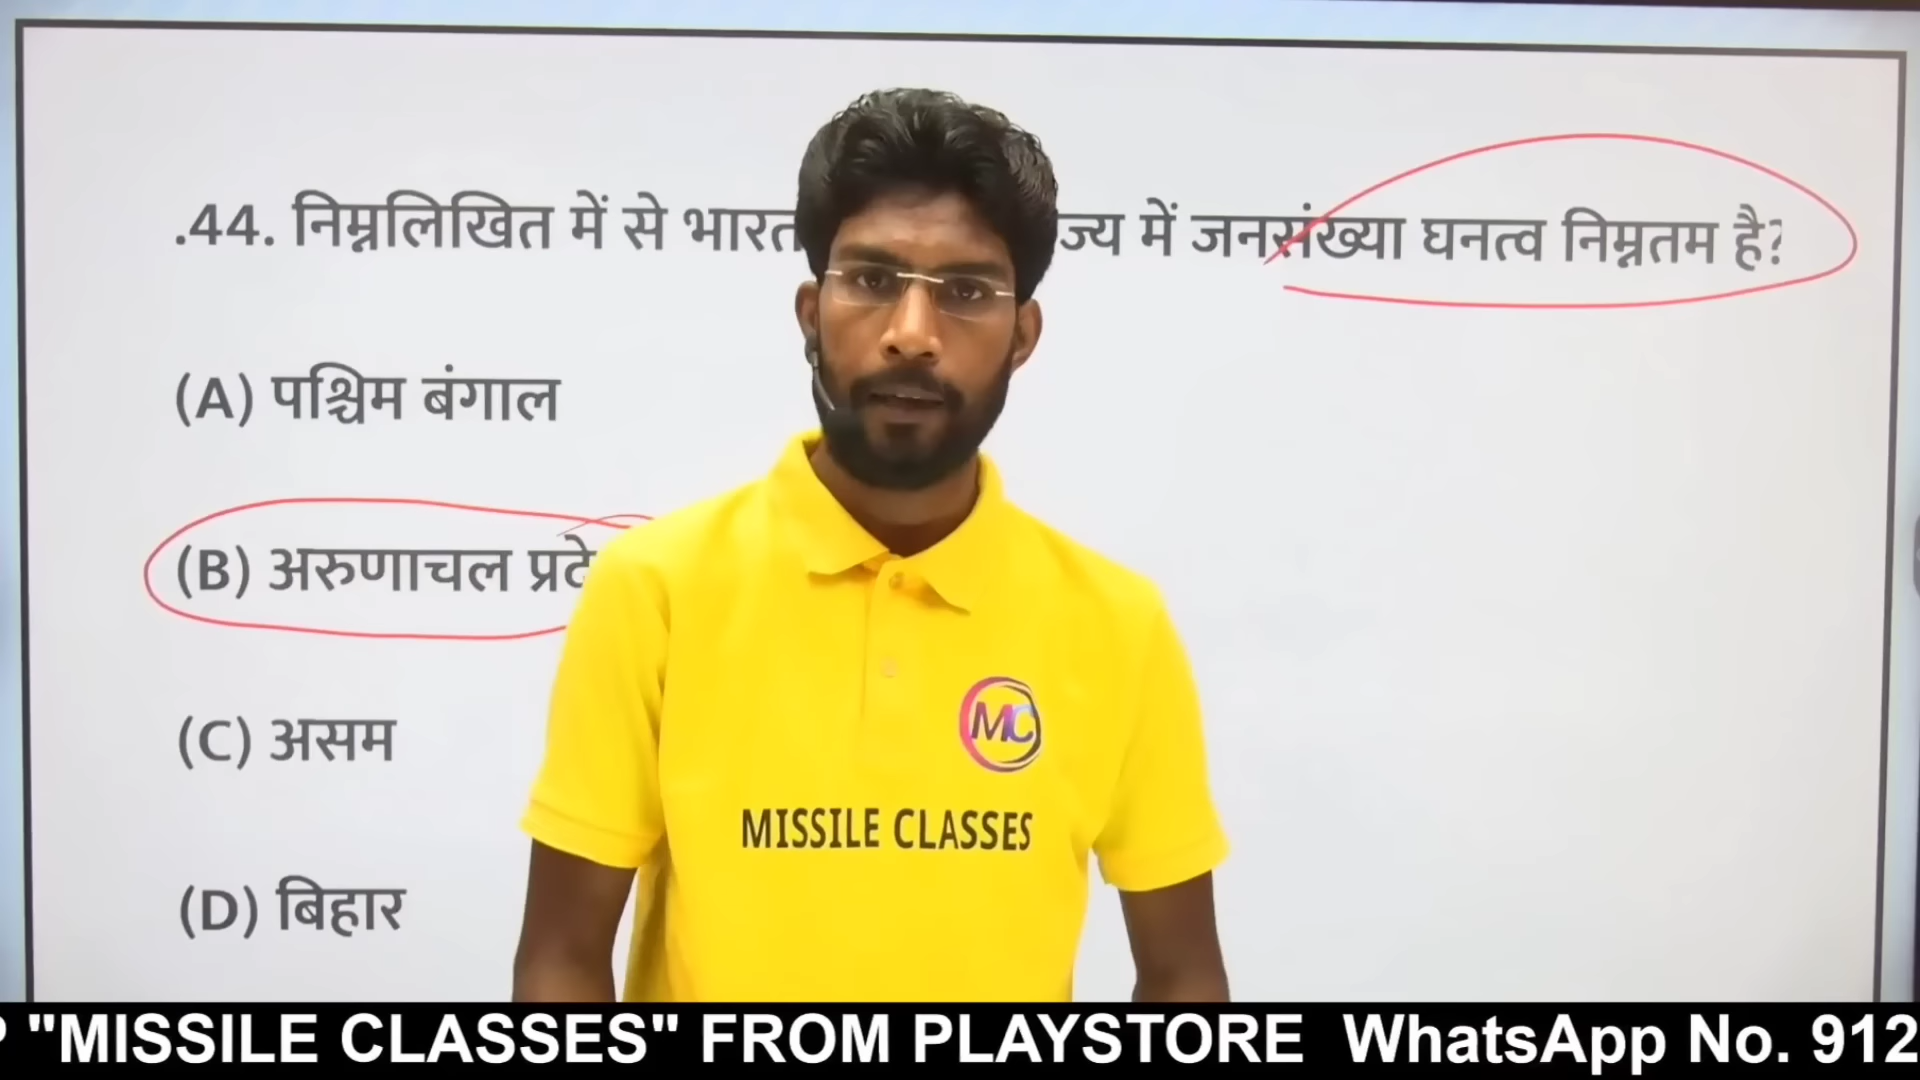 .44. निम्नलिखित में से भारत ज्य में जनसंख्या घनत्व निम्नतम है?
(A) पश्चिम बंगाल
(B) अरुणाचल प्रदे
(C) असम
(D) बिहार
MC
MISSILE CLASSES
"MISSILE CLASSES" FROM PLAYSTORE WhatsApp No. 912